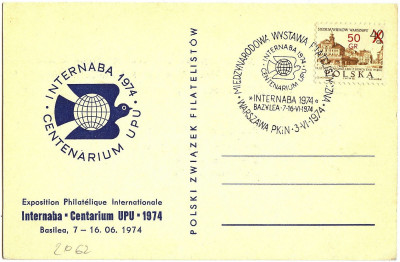 INTERNABA 1974
CENTENARIUM UPU
Exposition Philatélique Internationale
Internaba • Centarium UPU • 1974
Basilea, 7 – 16. 06. 1974
2062
POLSKI ZWIĄZEK FILATELISTÓW
MIĘDZYNARODOWA WYSTAWA FILATELISTYCZNA
INTERNABA 1974
CENTENARIUM UPU
*INTERNABA 1974*
BAZYLEA · 7-16-VI-1974
WARSZAWA PKiN · 3-VI-1974
50 40
GR
POLSKA